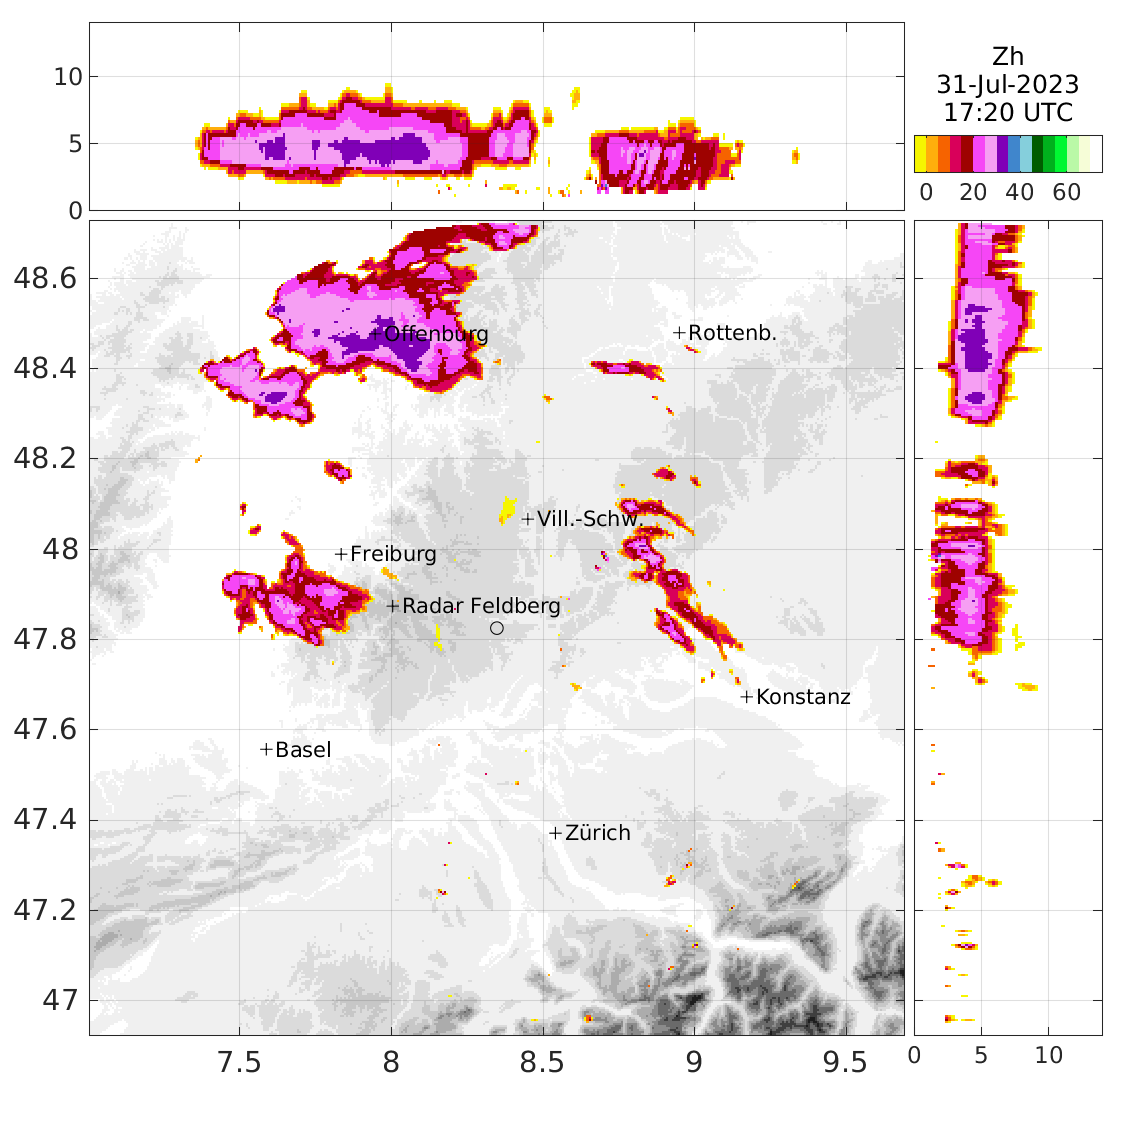 Zh
31-Jul-2023
17:20 UTC
0 20 40 60
10
5
0
48.6
48.4
48.2
48
47.8
47.6
47.4
47.2
47
Offenburg
Rottenb.
Vill.-Schw.
Freiburg
Radar Feldberg
Konstanz
Basel
Zürich
7.5 8 8.5 9 9.5
0 5 10